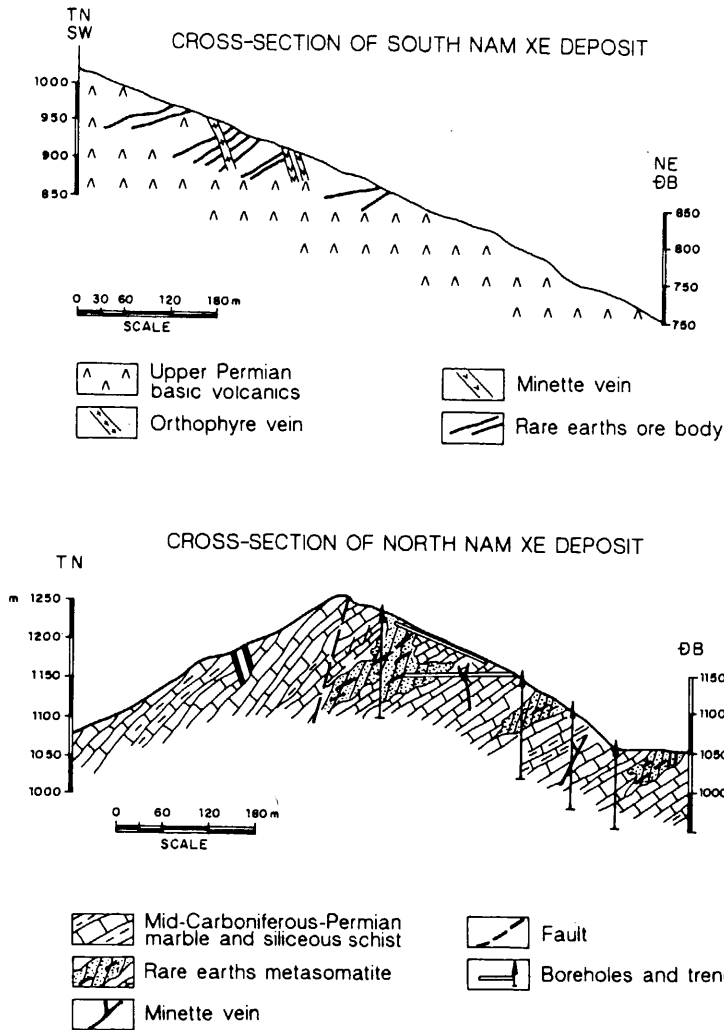 TN
SW
CROSS-SECTION OF SOUTH NAM XE DEPOSIT
1000
950
900
850
NE
ĐB
850
800
750
750
0 30 60 120 180 m
SCALE
Upper Permian
basic volcanics
Minette vein
Orthophyre vein
Rare earths ore body
CROSS-SECTION OF NORTH NAM XE DEPOSIT
TN
m 1250
1200
1150
1100
1050
1000
ĐB
1150
1100
1050
1000
0 60 120 180 m
SCALE
Mid-Carboniferous-Permian
marble and siliceous schist
Fault
Rare earths metasomatite
Boreholes and tren
Minette vein